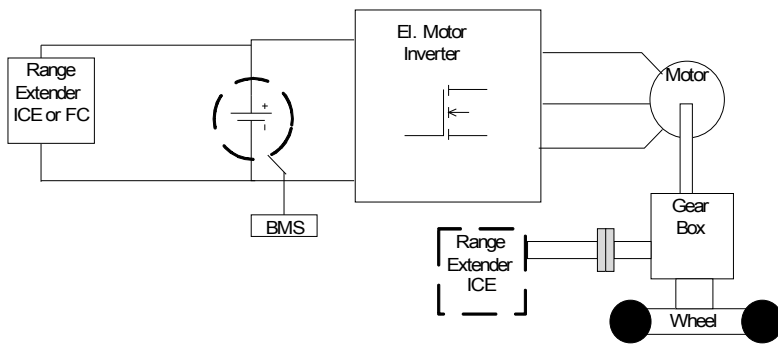 El. Motor
Inverter
Range
Extender
ICE or FC
Motor
+
-
BMS
Gear
Box
Range
Extender
ICE
Wheel